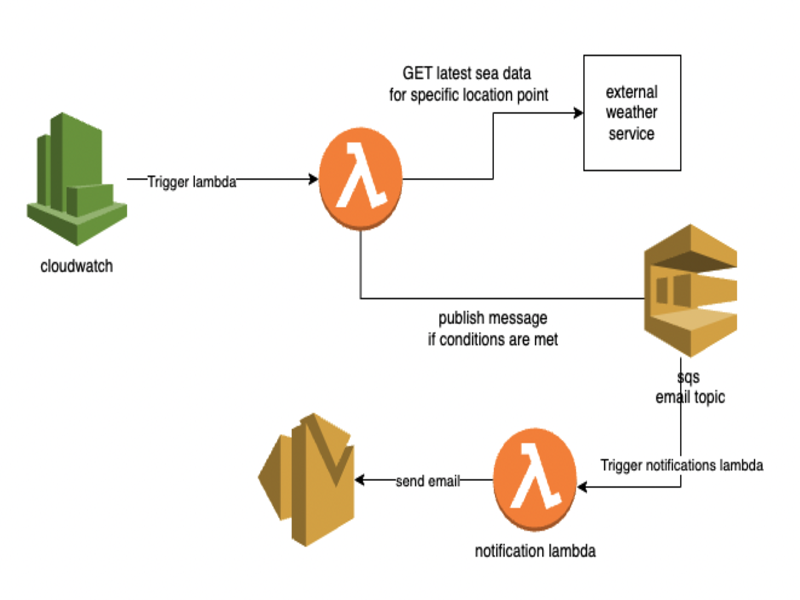 GET latest sea data
for specific location point
external
weather
service
Trigger lambda
cloudwatch
publish message
if conditions are met
sqs
email topic
Trigger notifications lambda
send email
notification lambda